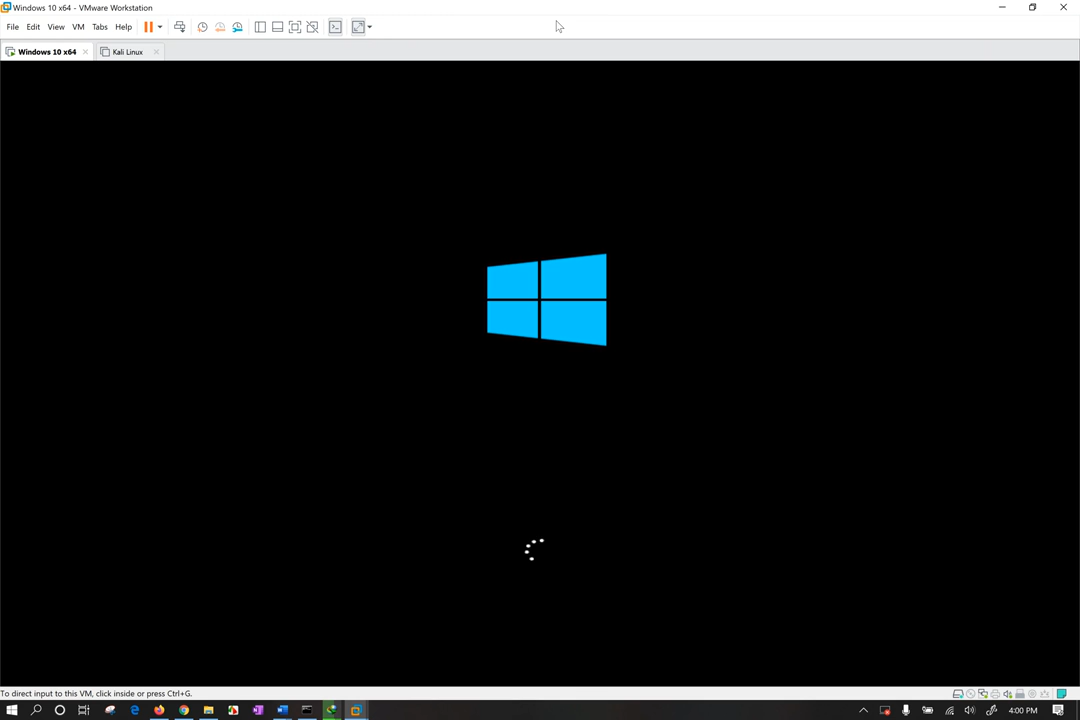 Windows 10 x64 - VMware Workstation
File Edit View VM Tabs Help
Windows 10 x64 Kali Linux
To direct input to this VM, click inside or press Ctrl+G.
4:00 PM